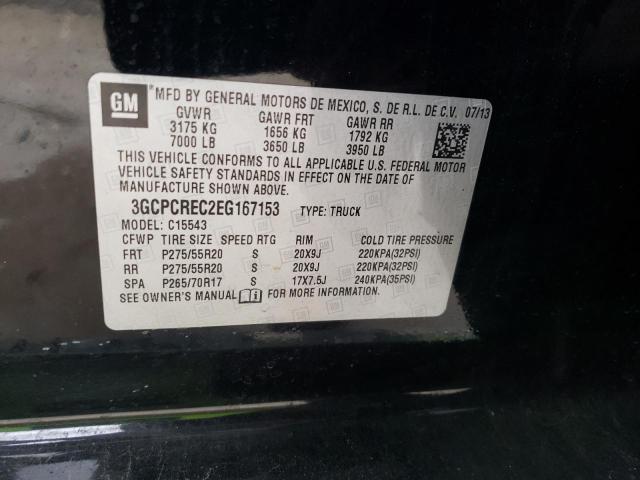 GM *MFD BY GENERAL MOTORS DE MEXICO, S. DE R.L. DE C.V. 07/13
GVWR GAWR FRT GAWR RR
3175 KG 1656 KG 1792 KG
7000 LB 3650 LB 3950 LB
THIS VEHICLE CONFORMS TO ALL APPLICABLE U.S. FEDERAL MOTOR
VEHICLE SAFETY STANDARDS IN EFFECT ON THE DATE OF
MANUFACTURE SHOWN ABOVE.
3GCPCREC2EG167153 TYPE: TRUCK
MODEL: C15543
CFWP TIRE SIZE SPEED RTG RIM COLD TIRE PRESSURE
FRT P275/55R20 S 20X9J 220KPA(32PSI)
RR P275/55R20 S 20X9J 220KPA(32PSI)
SPA P265/70R17 S 17X7.5J 240KPA(35PSI)
SEE OWNER'S MANUAL FOR MORE INFORMATION.